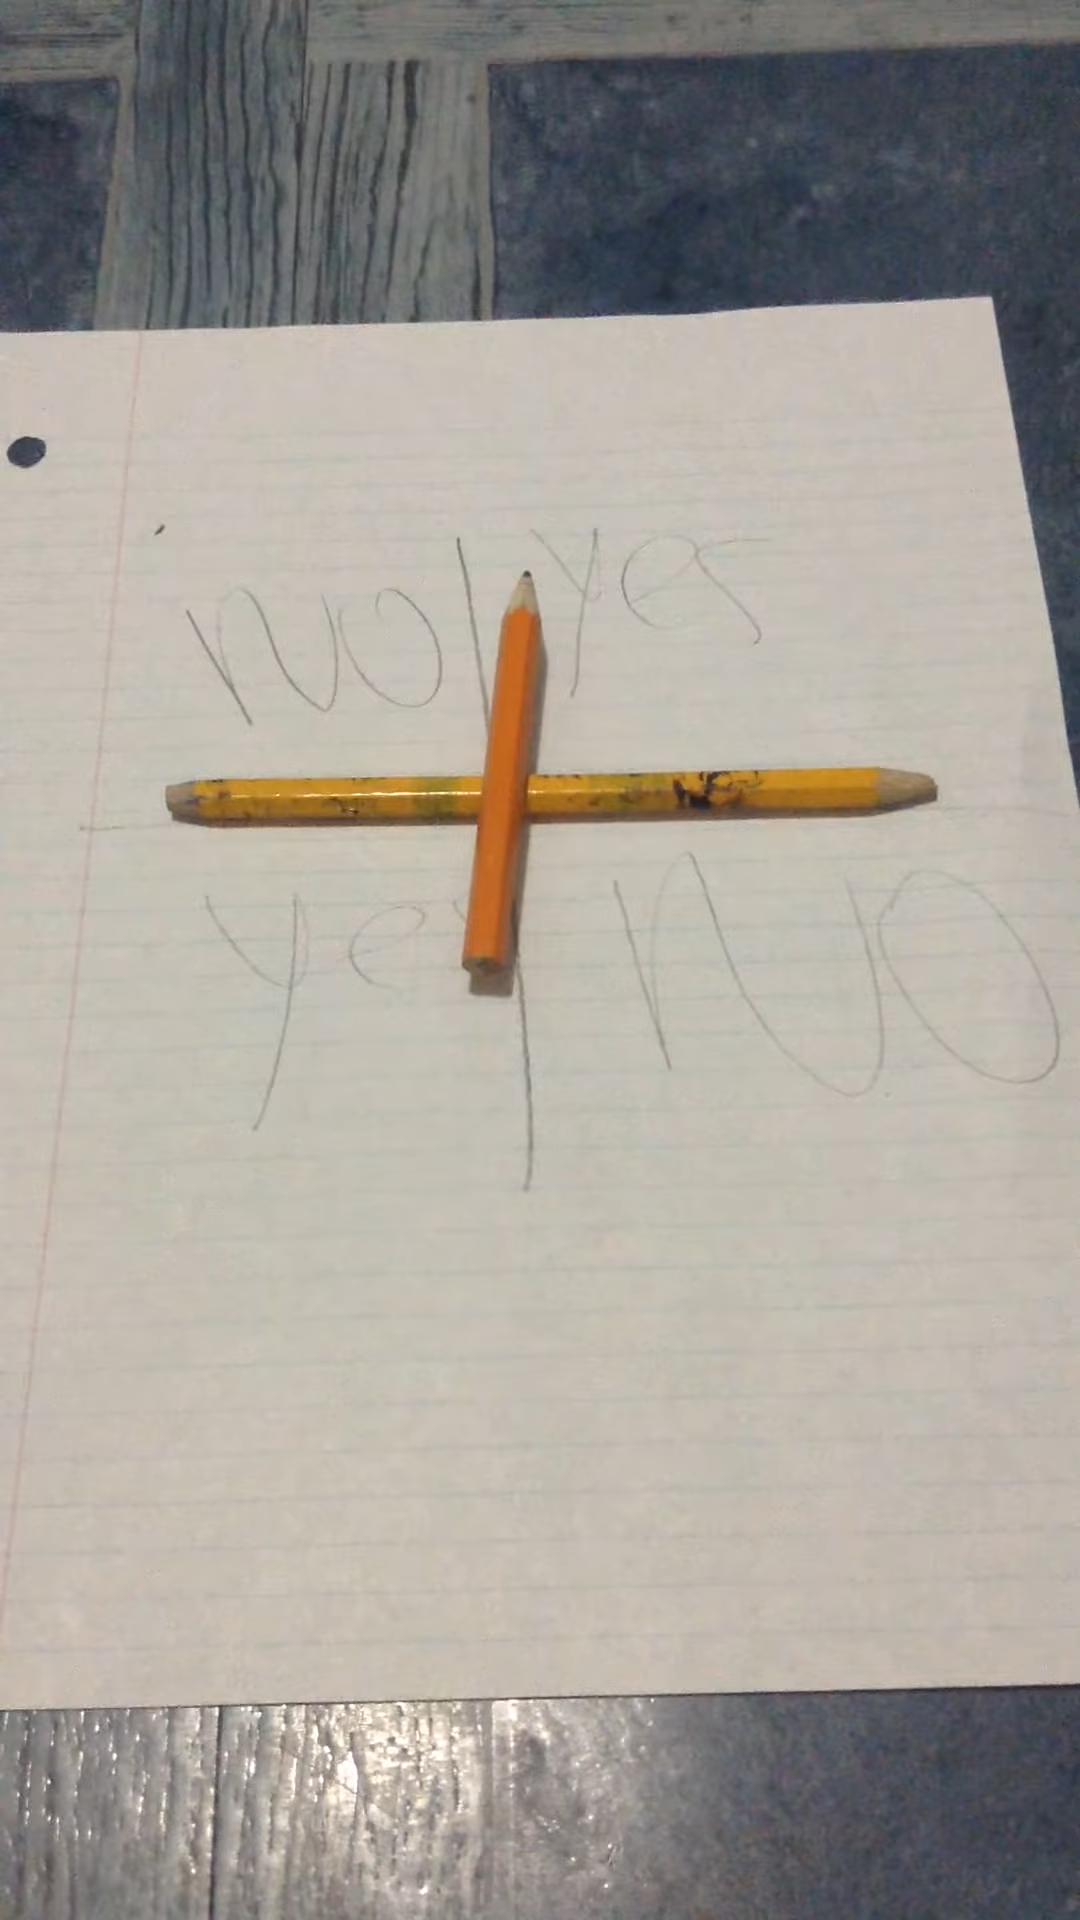 no yes
yes no